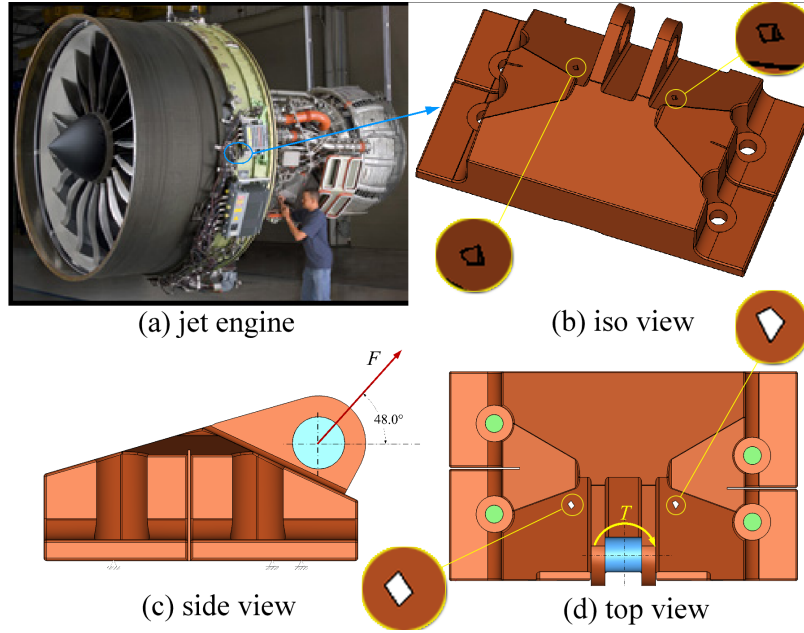 (a) jet engine
(b) iso view
F
48.0°
T
(c) side view
(d) top view